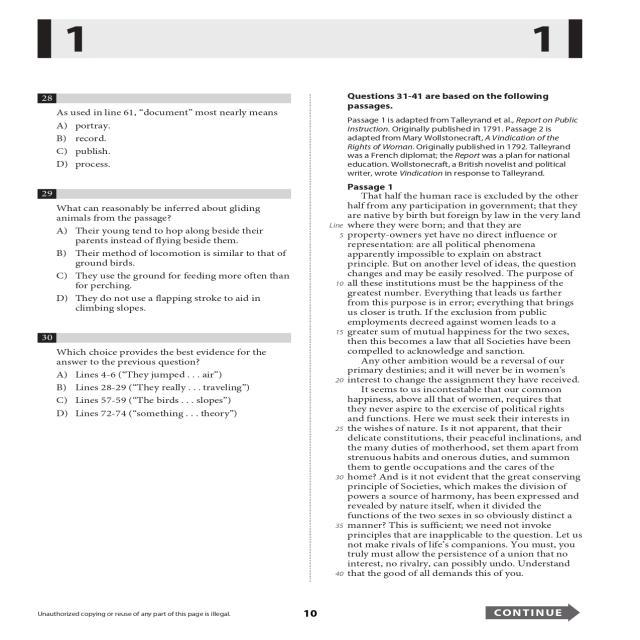 1
1
28
As used in line 61, “document” most nearly means
A) portray.
B) record.
C) publish.
D) process.
29
What can reasonably be inferred about gliding
animals from the passage?
A) Their young tend to hop along beside their
parents instead of flying beside them.
B) Their method of locomotion is similar to that of
ground birds.
C) They use the ground for feeding more often than
for perching.
D) They do not use a flapping stroke to aid in
climbing slopes.
30
Which choice provides the best evidence for the
answer to the previous question?
A) Lines 4-6 (“They jumped . . . air”)
B) Lines 28-29 (“They really . . . traveling”)
C) Lines 57-59 (“The birds . . . slopes”)
D) Lines 72-74 (“something . . . theory”)
Questions 31-41 are based on the following
passages.
Passage 1 is adapted from Talleyrand et al., Report on Public
Instruction. Originally published in 1791. Passage 2 is
adapted from Mary Wollstonecraft, A Vindication of the
Rights of Woman. Originally published in 1792. Talleyrand
was a French diplomat; the Report was a plan for national
education. Wollstonecraft, a British novelist and political
writer, wrote Vindication in response to Talleyrand.
Passage 1
That half the human race is excluded by the other
half from any participation in government; that they
are native by birth but foreign by law in the very land
Line where they were born; and that they are
5 property-owners yet have no direct influence or
representation: are all political phenomena
apparently impossible to explain on abstract
principle. But on another level of ideas, the question
changes and may be easily resolved. The purpose of
10 all these institutions must be the happiness of the
greatest number. Everything that leads us farther
from this purpose is in error; everything that brings
us closer is truth. If the exclusion from public
employments decreed against women leads to a
15 greater sum of mutual happiness for the two sexes,
then this becomes a law that all Societies have been
compelled to acknowledge and sanction.
Any other ambition would be a reversal of our
primary destinies; and it will never be in women’s
20 interest to change the assignment they have received.
It seems to us incontestable that our common
happiness, above all that of women, requires that
they never aspire to the exercise of political rights
and functions. Here we must seek their interests in
25 the wishes of nature. Is it not apparent, that their
delicate constitutions, their peaceful inclinations, and
the many duties of motherhood, set them apart from
strenuous habits and onerous duties, and summon
them to gentle occupations and the cares of the
30 home? And is it not evident that the great conserving
principle of Societies, which makes the division of
powers a source of harmony, has been expressed and
revealed by nature itself, when it divided the
functions of the two sexes in so obviously distinct a
35 manner? This is sufficient; we need not invoke
principles that are inapplicable to the question. Let us
not make rivals of life’s companions. You must, you
truly must allow the persistence of a union that no
interest, no rivalry, can possibly undo. Understand
40 that the good of all demands this of you.
Unauthorized copying or reuse of any part of this page is illegal.
10
CONTINUE